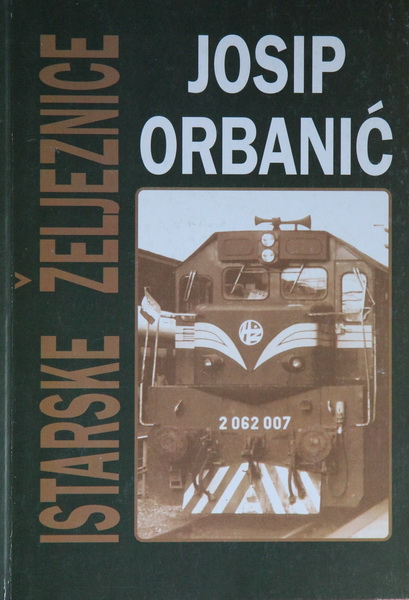 JOSIP
ORBANIĆ
ISTARSKE ŽELJEZNICE
2 062 007